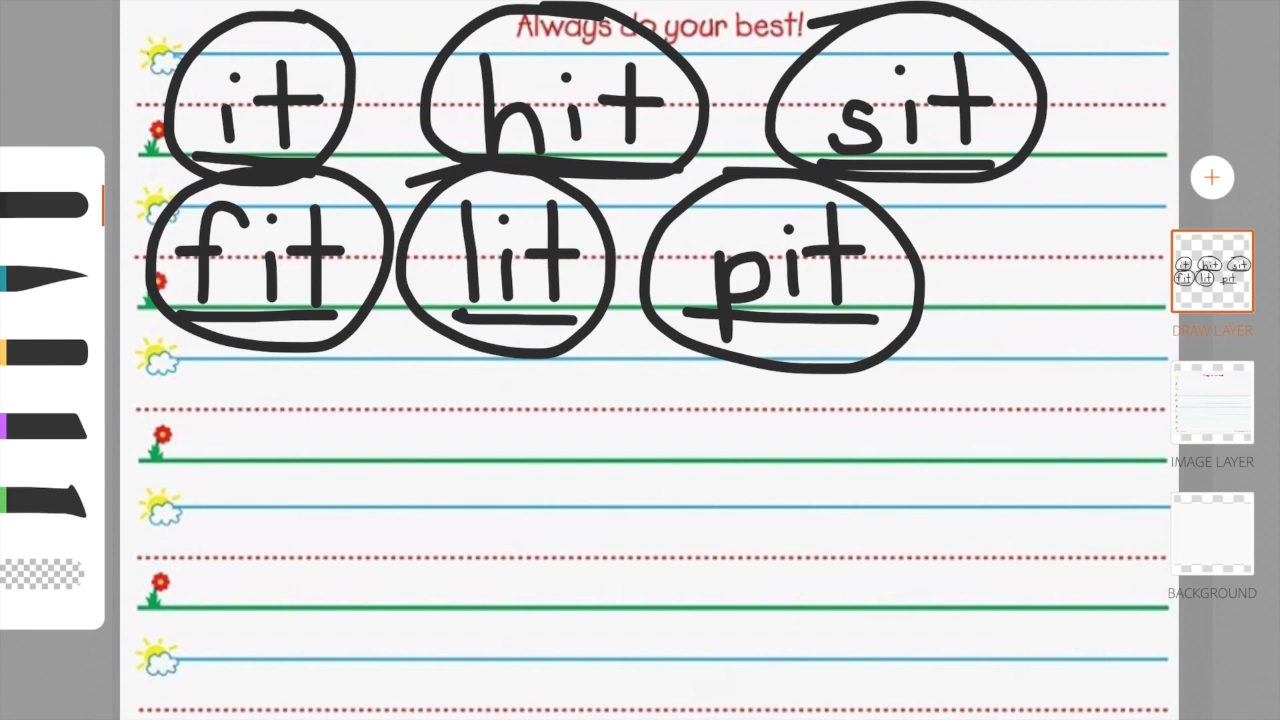 Always do your best!
it hit sit
fit lit pit
DRAW LAYER
IMAGE LAYER
BACKGROUND